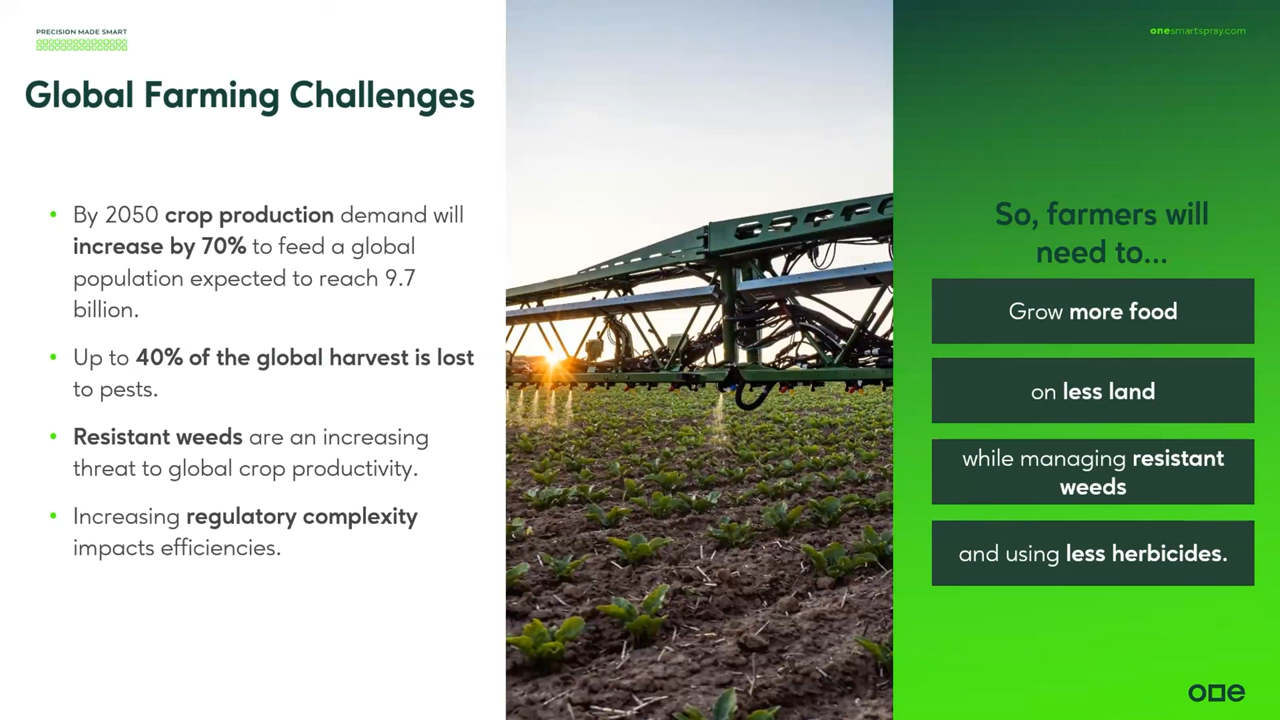 PRECISION MADE SMART
onesmartspray.com
Global Farming Challenges
• By 2050 crop production demand will
increase by 70% to feed a global
population expected to reach 9.7
billion.
• Up to 40% of the global harvest is lost
to pests.
• Resistant weeds are an increasing
threat to global crop productivity.
• Increasing regulatory complexity
impacts efficiencies.
So, farmers will
need to...
Grow more food
on less land
while managing resistant
weeds
and using less herbicides.
one